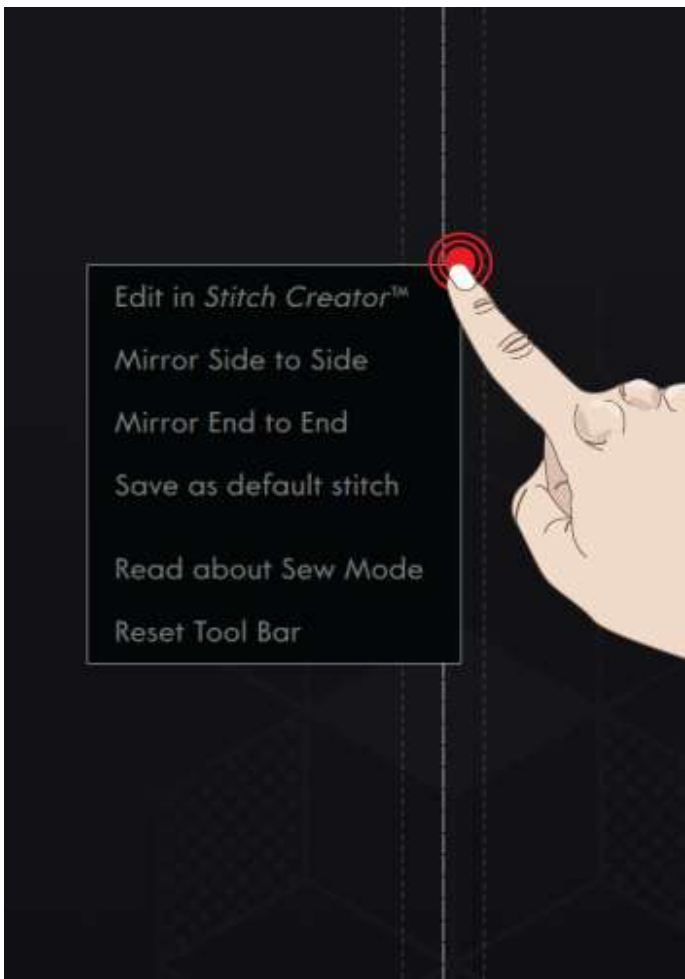 Edit in Stitch Creator™
Mirror Side to Side
Mirror End to End
Save as default stitch
Read about Sew Mode
Reset Tool Bar